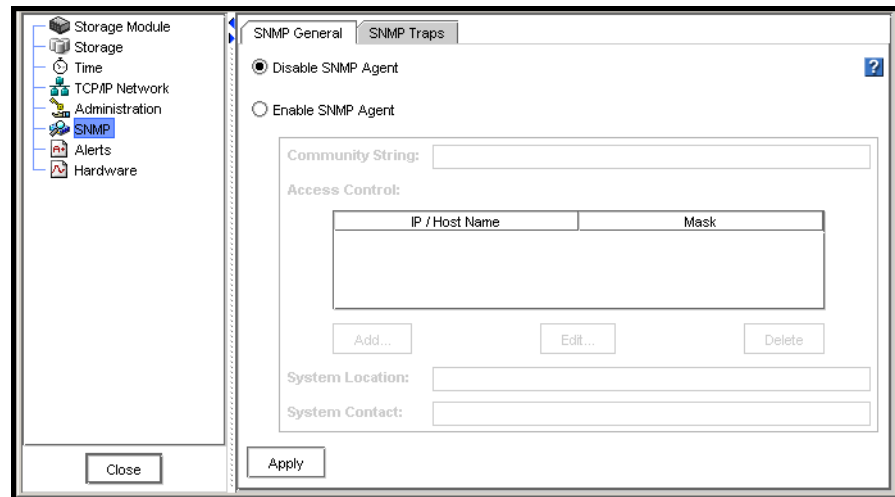 Storage Module
Storage
Time
TCP/IP Network
Administration
SNMP
Alerts
Hardware
Close
SNMP General
SNMP Traps
Disable SNMP Agent
?
Enable SNMP Agent
Community String:
Access Control:
IP / Host Name
Mask
Add...
Edit...
Delete
System Location:
System Contact:
Apply